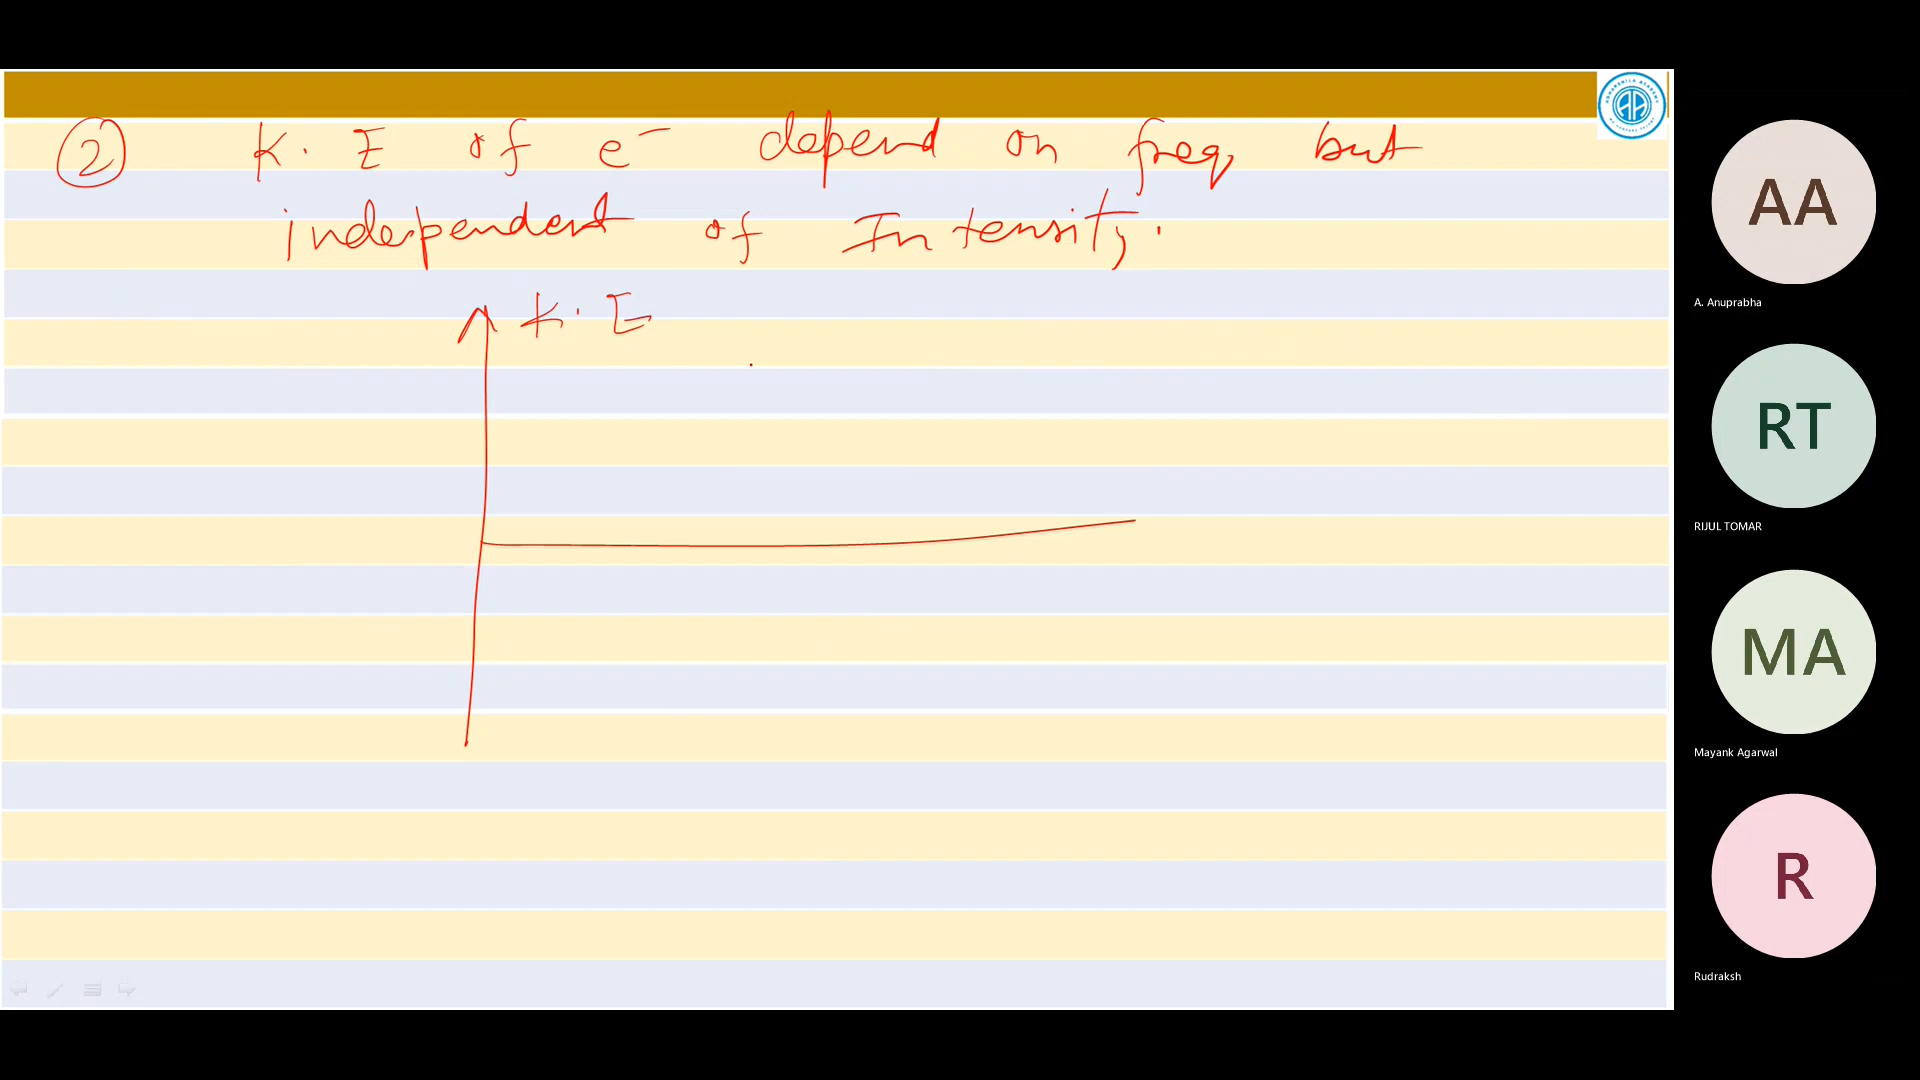 ② K.E of e⁻ depend on freq, but
independent of Intensity.
K.E
AA
A. Anuprabha
RT
RIJUL TOMAR
MA
Mayank Agarwal
R
Rudraksh